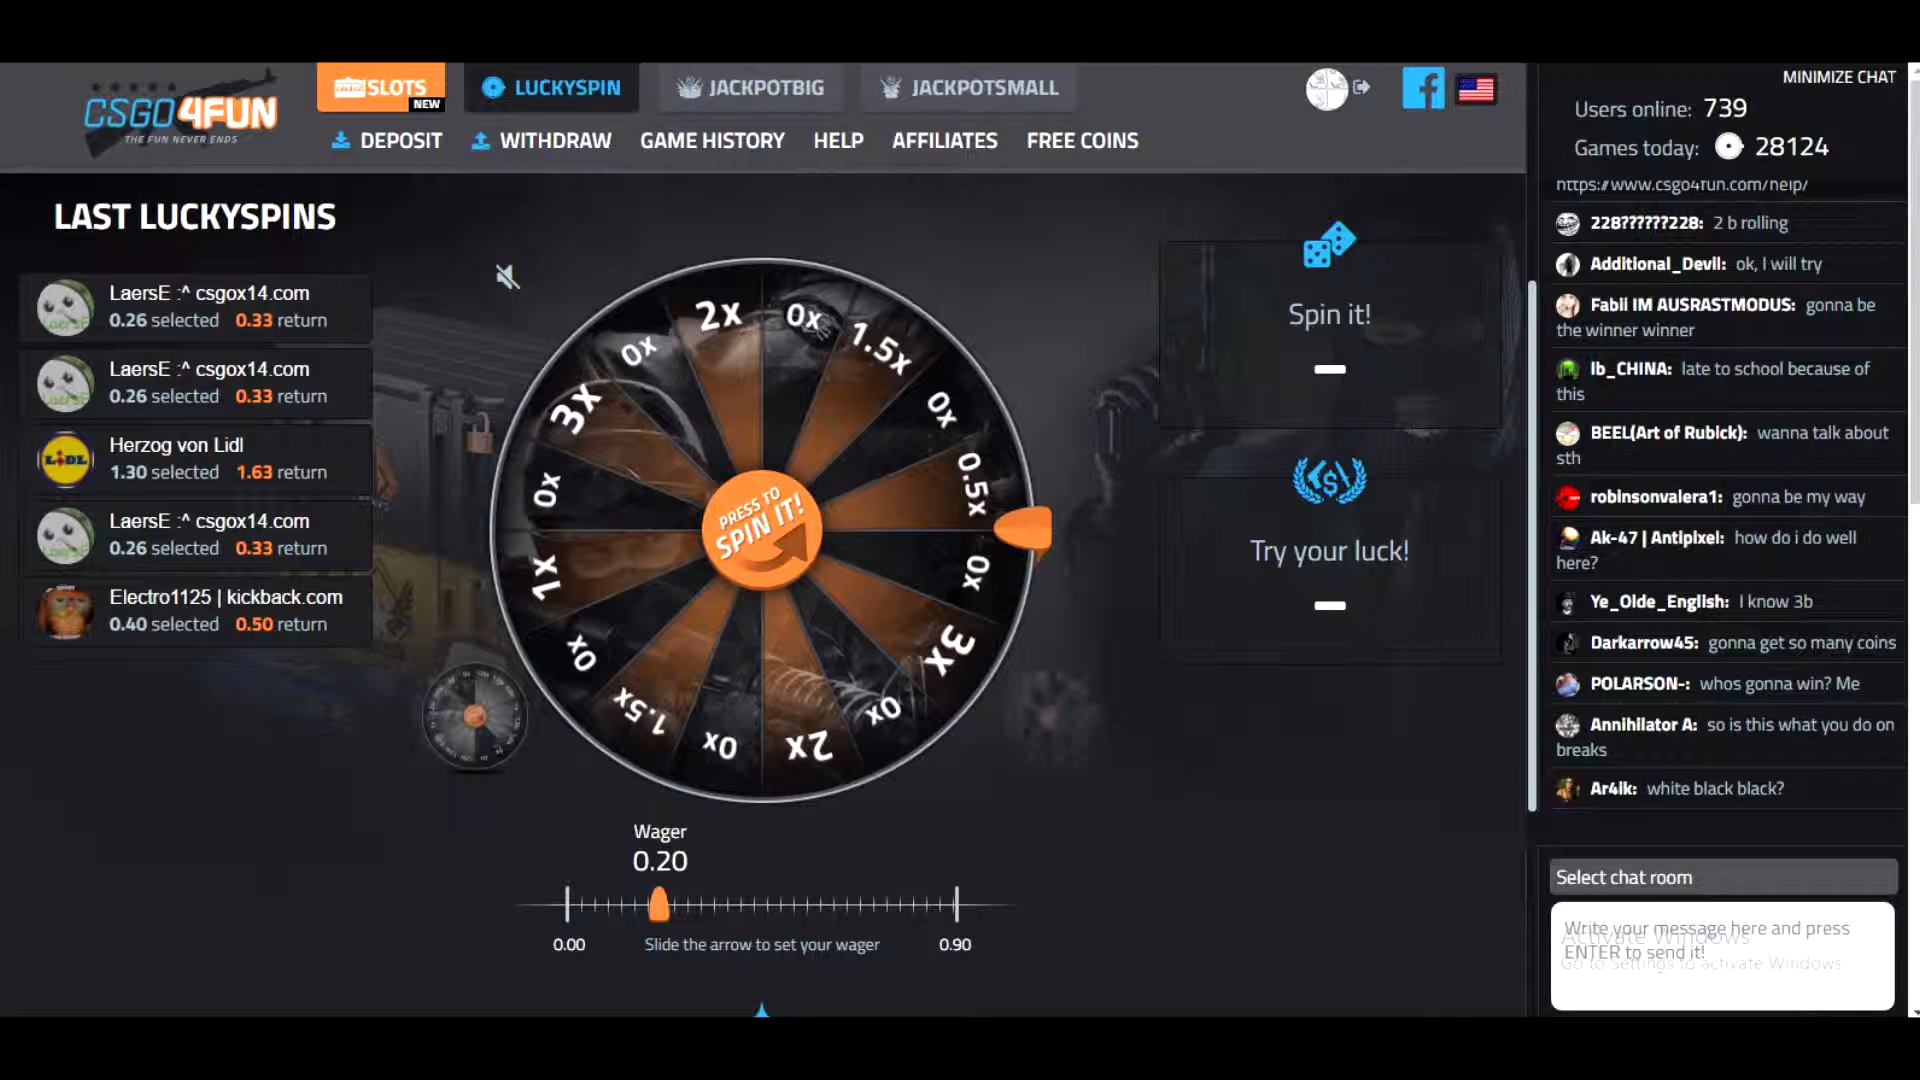 CSGO4FUN
THE FUN NEVER ENDS
SLOTS
NEW
LUCKYSPIN
JACKPOTBIG
JACKPOTSMALL
DEPOSIT
WITHDRAW
GAME HISTORY
HELP
AFFILIATES
FREE COINS
LAST LUCKYSPINS
LaersE :^ csgox14.com
0.26 selected 0.33 return
LaersE :^ csgox14.com
0.26 selected 0.33 return
LiDL
Herzog von Lidl
1.30 selected 1.63 return
LaersE :^ csgox14.com
0.26 selected 0.33 return
Electro1125 | kickback.com
0.40 selected 0.50 return
2x
0x
1.5x
0x
0.5x
0x
3x
0x
2x
0x
1.5x
0x
1x
0x
3x
0x
PRESS TO
SPIN IT!
Wager
0.20
0.00
Slide the arrow to set your wager
0.90
Spin it!
Try your luck!
MINIMIZE CHAT
Users online: 739
Games today: 28124
https://www.csgo4fun.com/help/
228??????228: 2 b rolling
Additional_Devil: ok, I will try
Fabii IM AUSRASTMODUS: gonna be
the winner winner
lb_CHINA: late to school because of
this
BEEL(Art of Rubick): wanna talk about
sth
robinsonvalera1: gonna be my way
Ak-47 | Antipixel: how do i do well
here?
Ye_Olde_English: I know 3b
Darkarrow45: gonna get so many coins
POLARSON-: whos gonna win? Me
Annihilator A: so is this what you do on
breaks
Ar4ik: white black black?
Select chat room
Write your message here and press
ENTER to send it!
Activate Windows
Go to Settings to activate Windows.